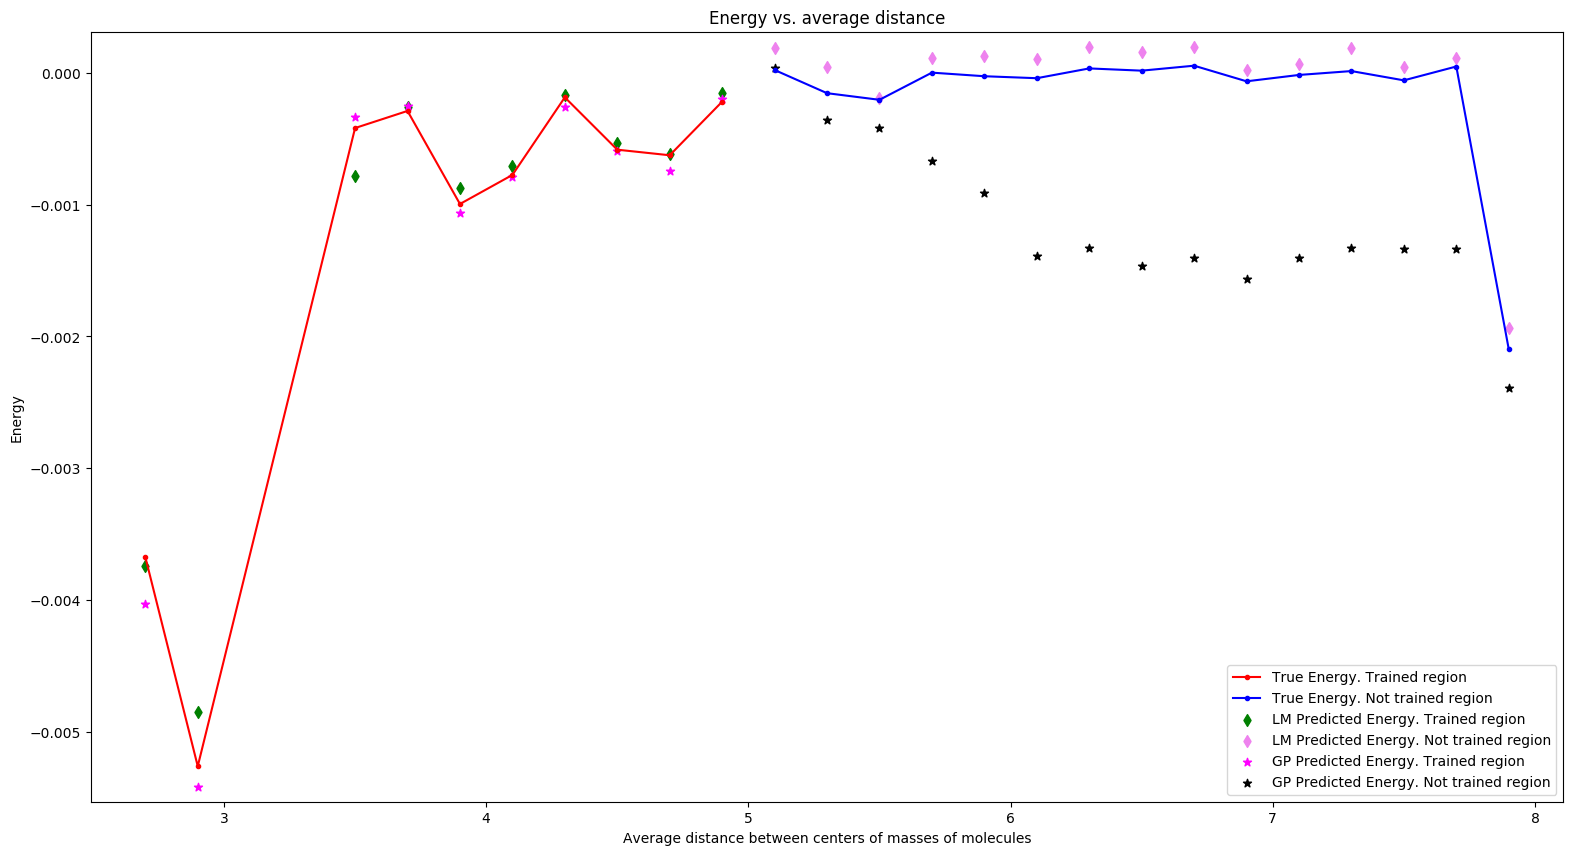 Energy vs. average distance
0.000
−0.001
−0.002
−0.003
−0.004
−0.005
Energy
3 4 5 6 7 8
Average distance between centers of masses of molecules
True Energy. Trained region
True Energy. Not trained region
LM Predicted Energy. Trained region
LM Predicted Energy. Not trained region
GP Predicted Energy. Trained region
GP Predicted Energy. Not trained region